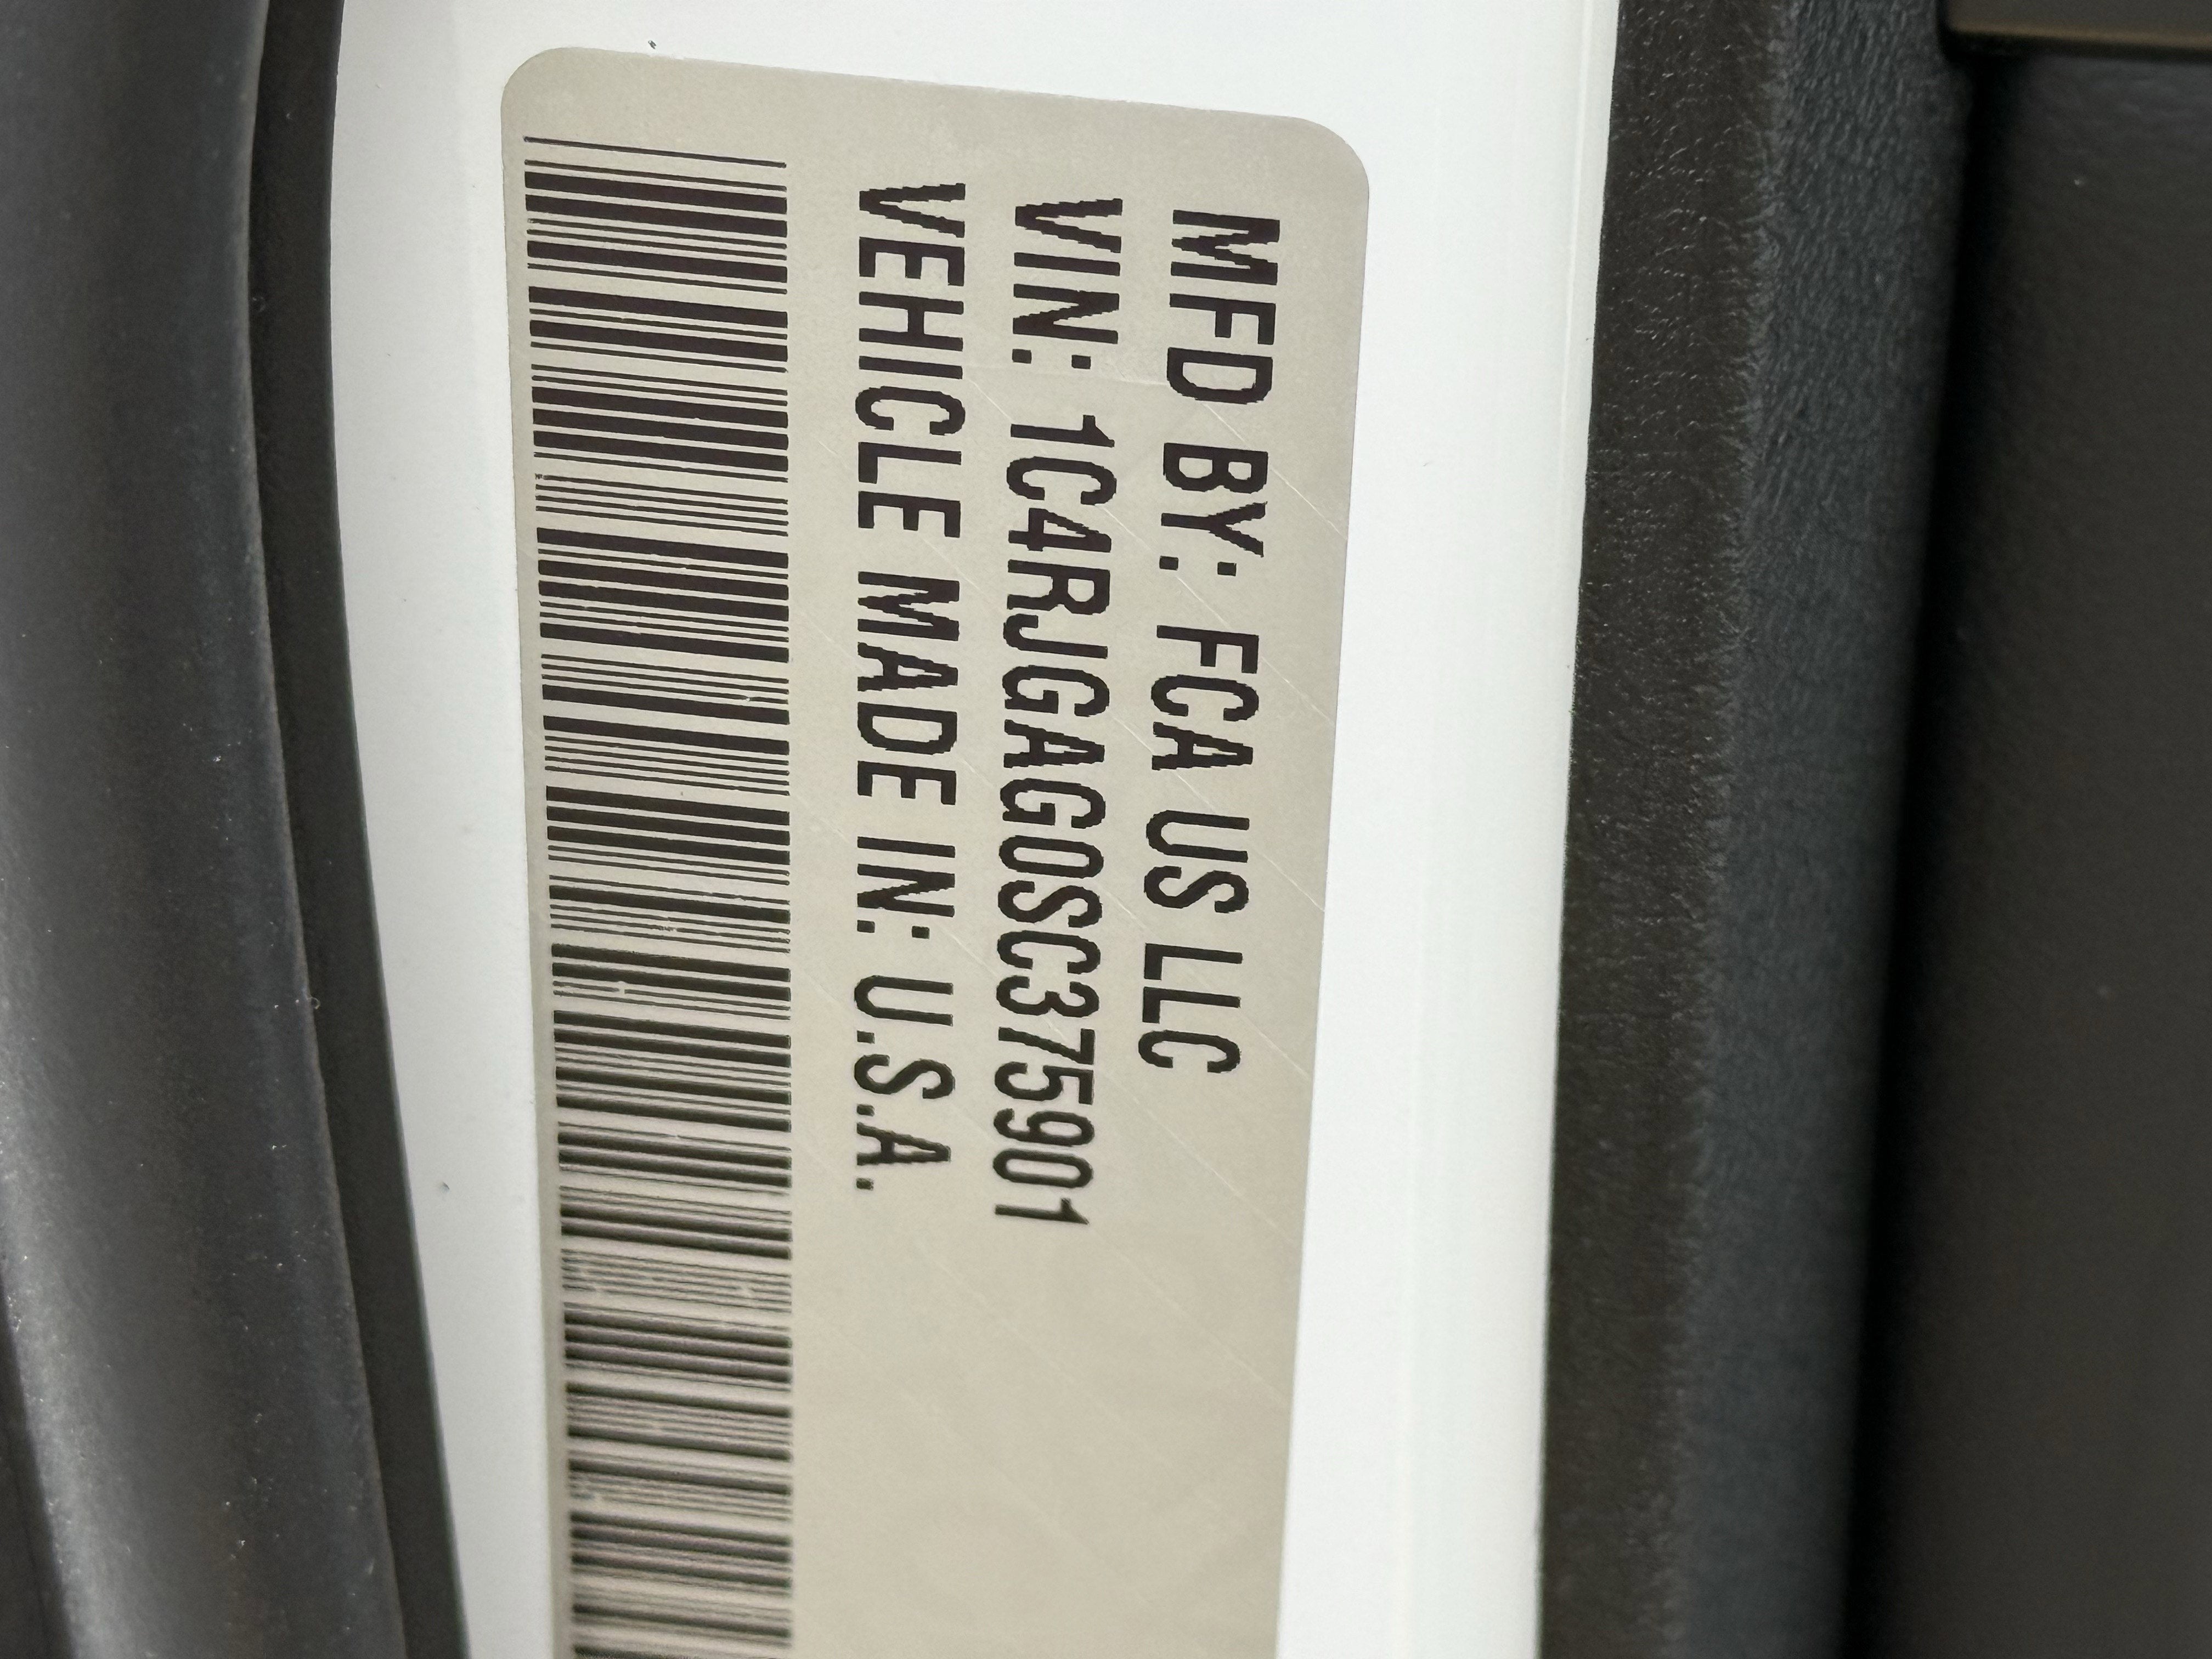 MFD BY: FCA US LLC
VIN: 1C4RJGAG0SC375901
VEHICLE MADE IN: U.S.A.